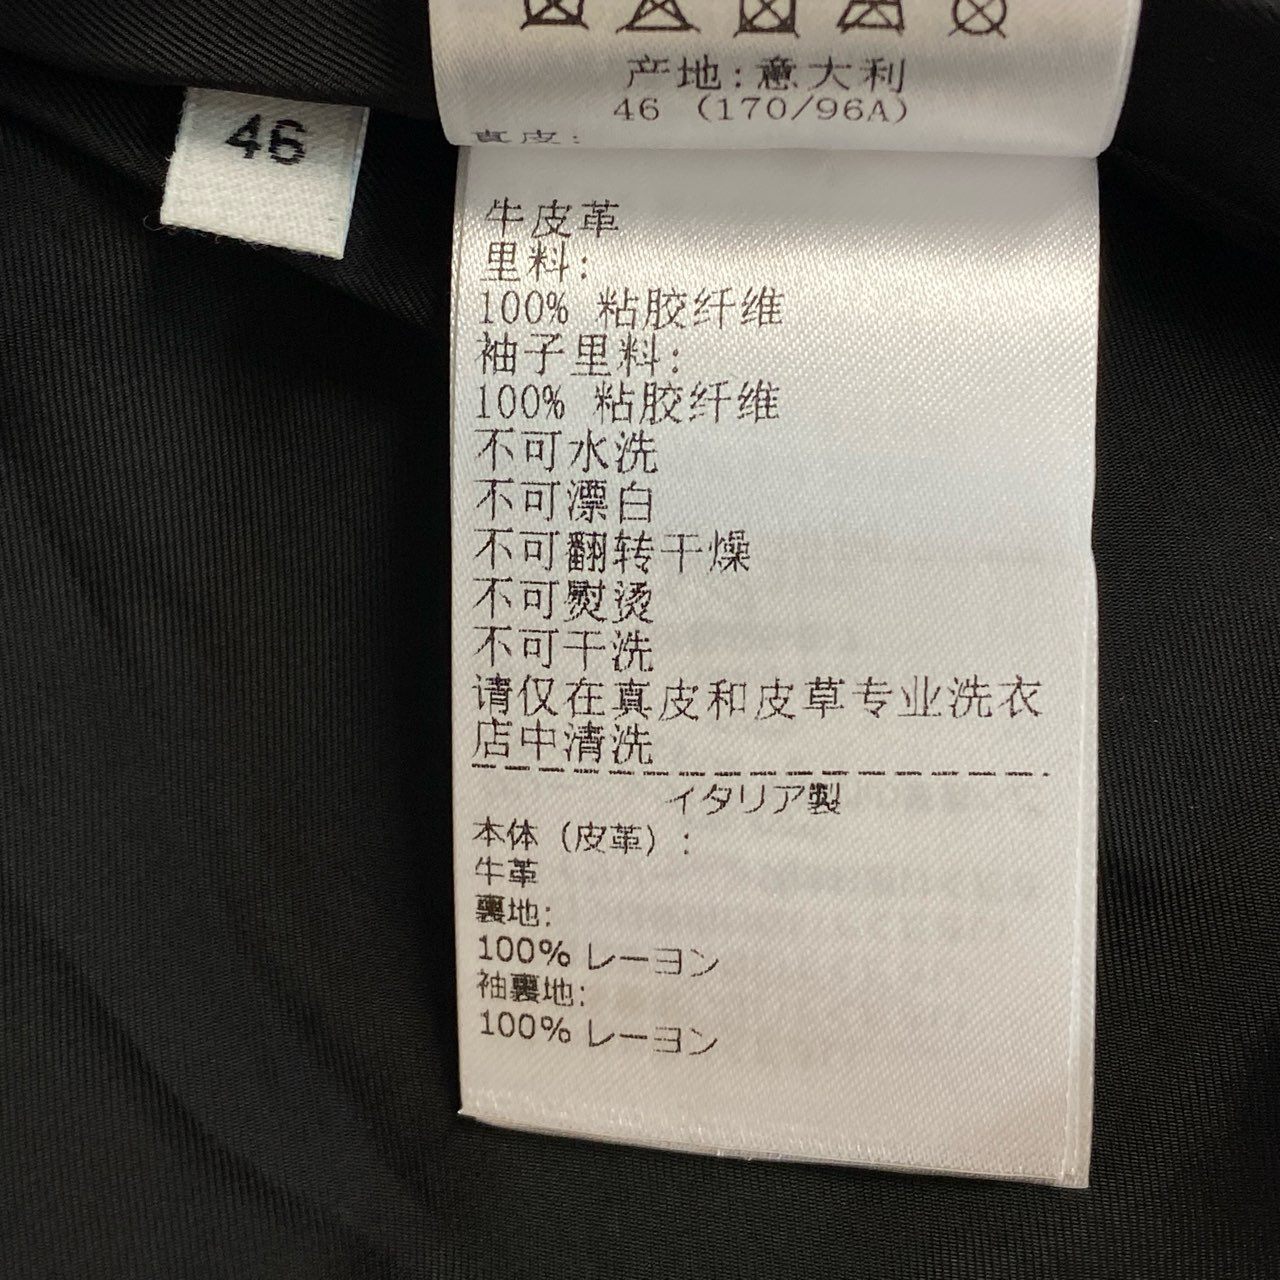 产地:意大利
46 (170/96A)
真皮:
46
牛皮革
里料:
100% 粘胶纤维
袖子里料:
100% 粘胶纤维
不可水洗
不可漂白
不可翻转干燥
不可熨烫
不可干洗
请仅在真皮和皮草专业洗衣
店中清洗
イタリア製
本体 (皮革) :
牛革
裏地:
100% レーヨン
袖裏地:
100% レーヨン